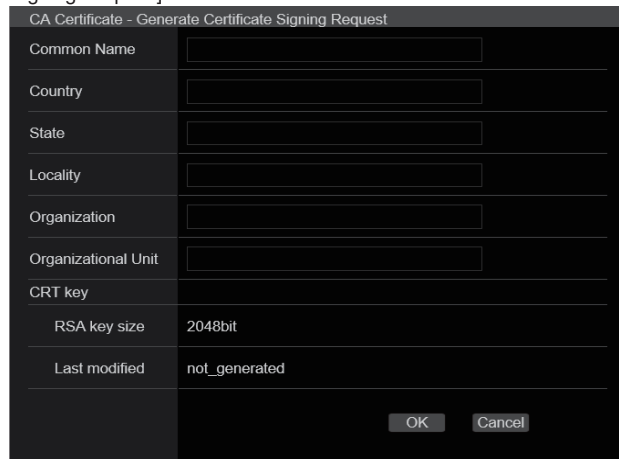 CA Certificate - Generate Certificate Signing Request
Common Name
Country
State
Locality
Organization
Organizational Unit
CRT key
RSA key size 2048bit
Last modified not_generated
OK Cancel